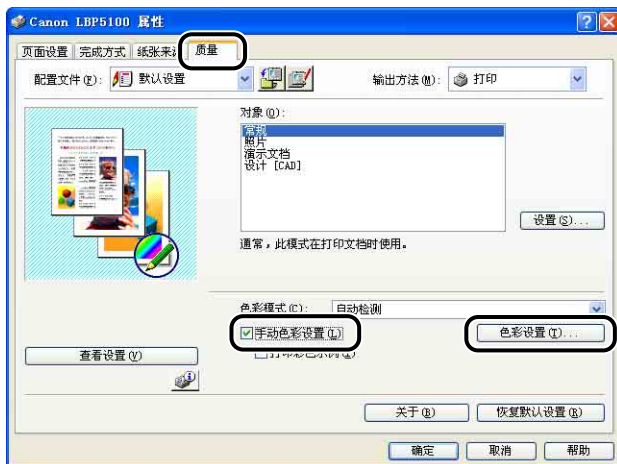 Canon LBP5100 属性
页面设置 完成方式 纸张来 质量
配置文件(F): 默认设置 输出方法(M): 打印
对象(O):
常规
照片
演示文档
设计 [CAD]
设置(S)...
通常，此模式在打印文档时使用。
色彩模式(C): 自动检测
手动色彩设置(L) 色彩设置(T)...
查看设置(V)
关于(B) 恢复默认设置(R)
确定 取消 帮助